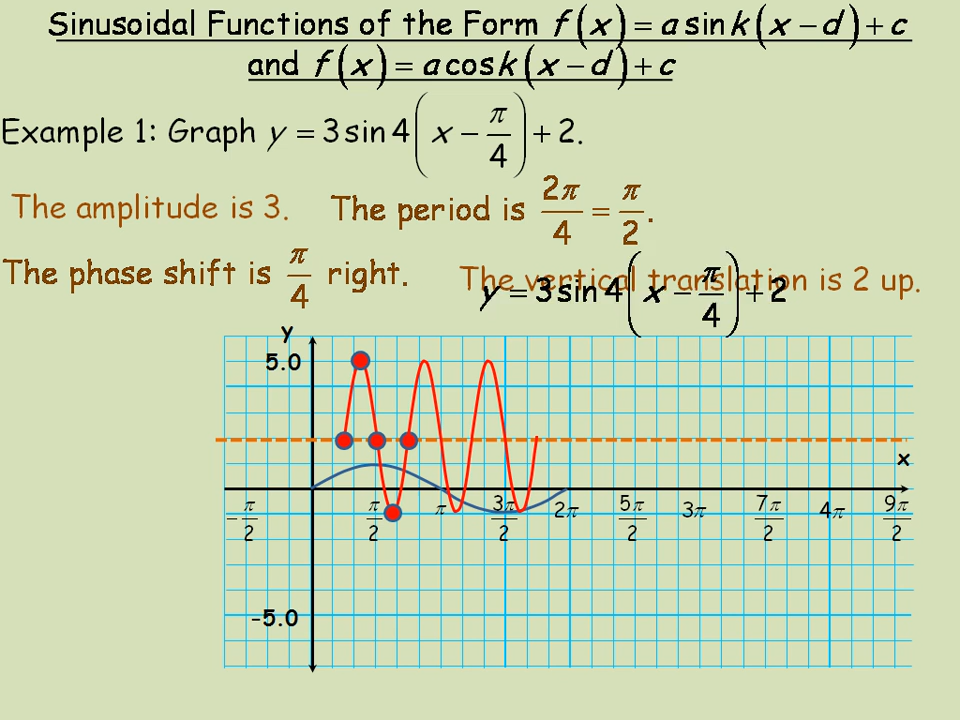 Sinusoidal Functions of the Form f(x) = a sin k(x − d) + c
and f(x) = a cos k(x − d) + c
Example 1: Graph y = 3 sin 4(x − π/4) + 2.
The amplitude is 3. The period is 2π/4 = π/2.
The phase shift is π/4 right. The vertical translation is 2 up.
y = 3 sin 4(x − π/4) + 2
y
5.0
x
−π/2 π/2 π 3π/2 2π 5π/2 3π 7π/2 4π 9π/2
-5.0